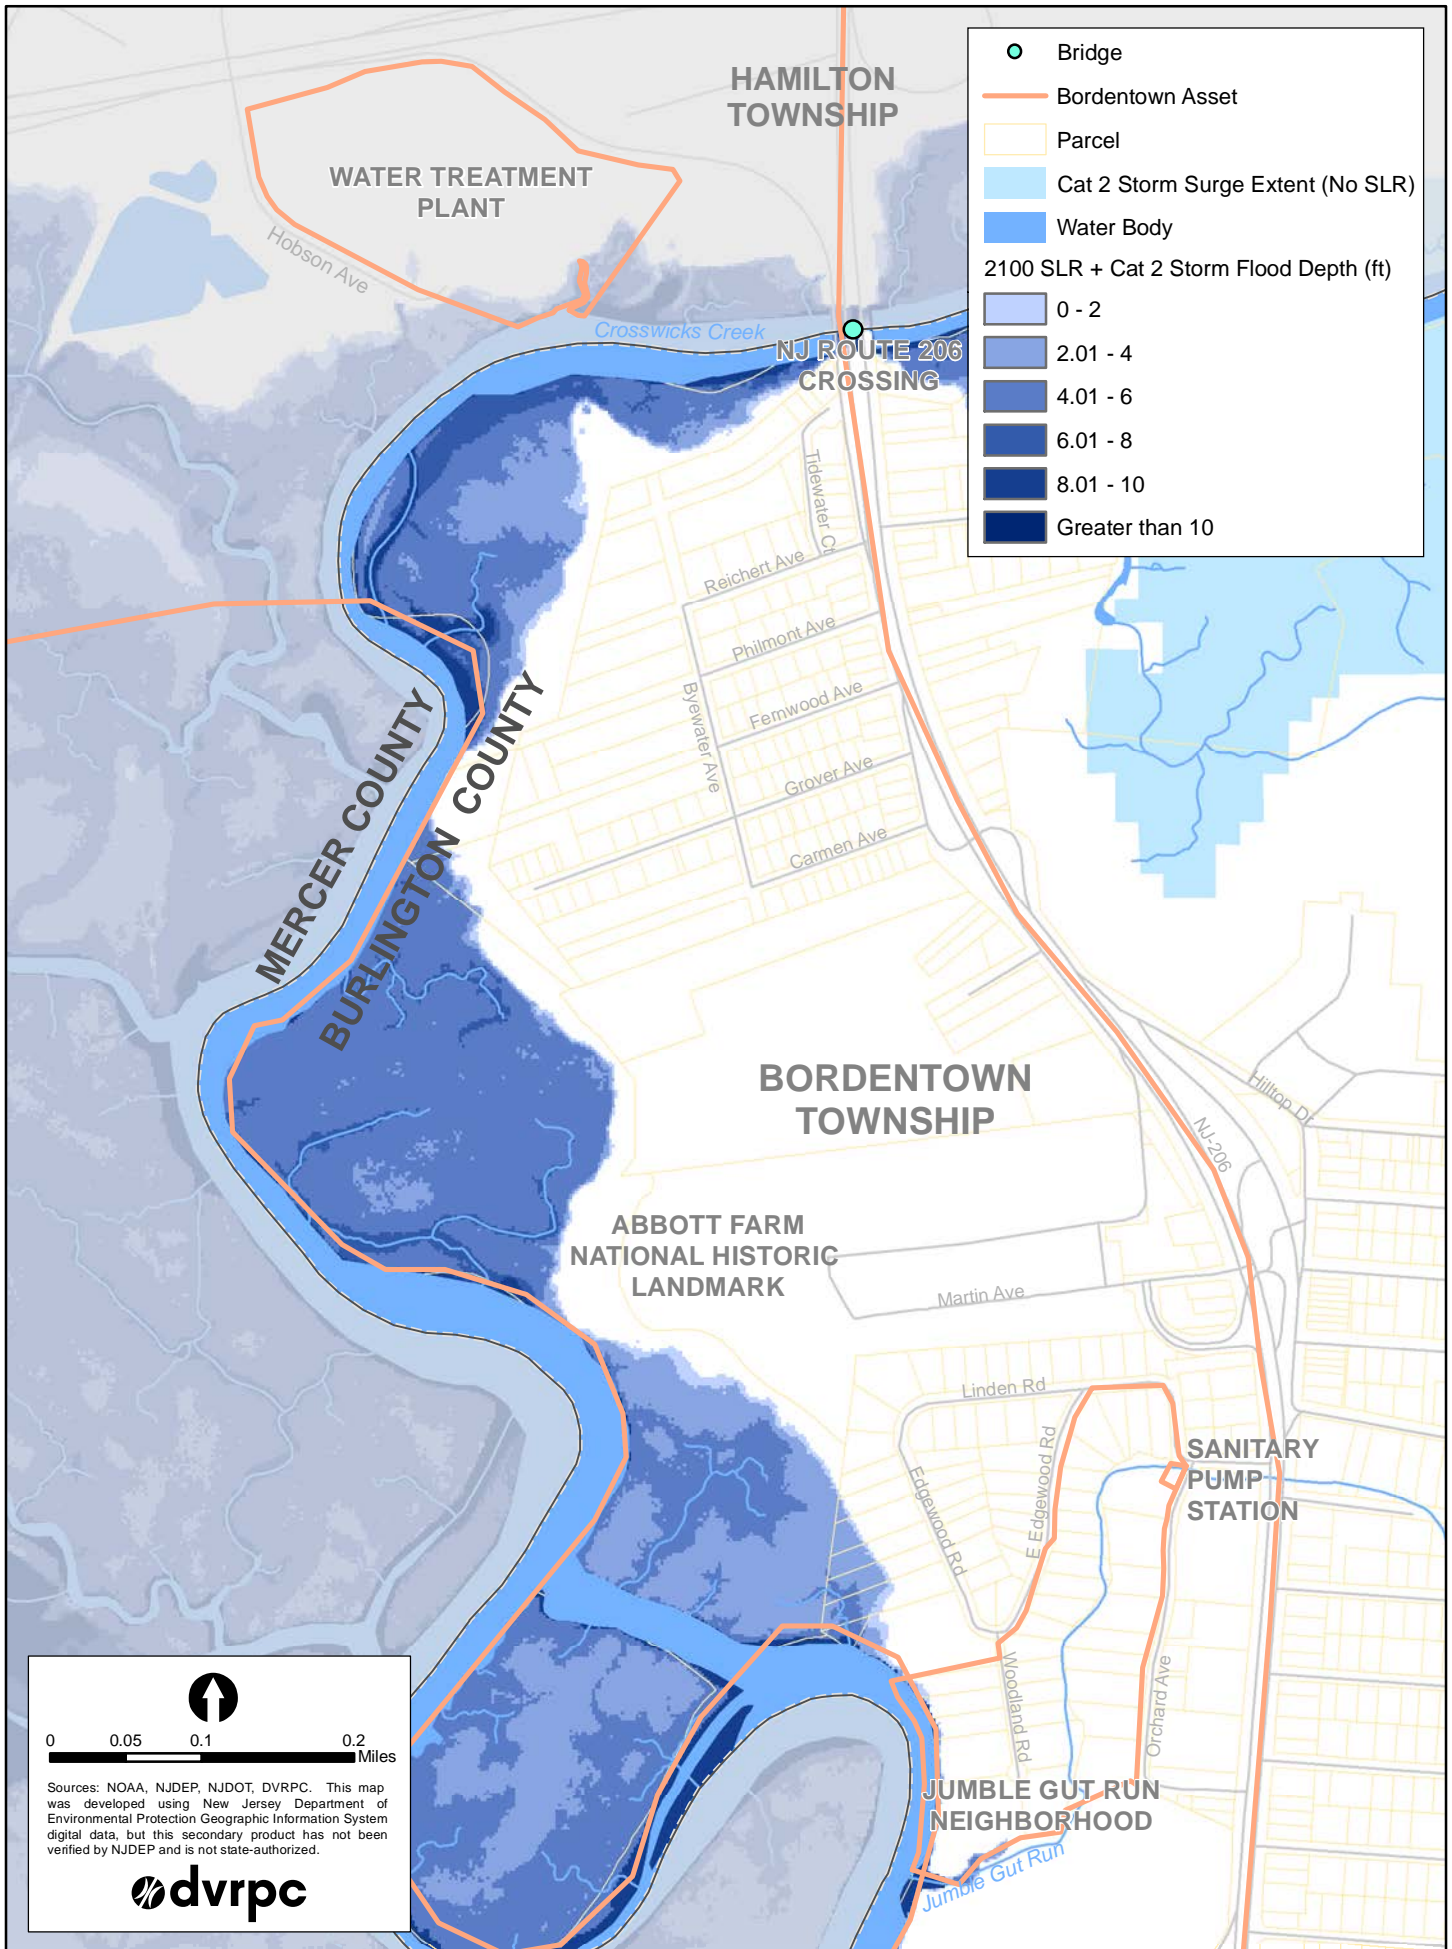 HAMILTON
TOWNSHIP
WATER TREATMENT
PLANT
Hobson Ave
Crosswicks Creek
NJ ROUTE 206
CROSSING
Bridge
Bordentown Asset
Parcel
Cat 2 Storm Surge Extent (No SLR)
Water Body
2100 SLR + Cat 2 Storm Flood Depth (ft)
0 - 2
2.01 - 4
4.01 - 6
6.01 - 8
8.01 - 10
Greater than 10
Tidewater Ct
Reichert Ave
Philmont Ave
Fernwood Ave
Byewater Ave
Grover Ave
Carmen Ave
MERCER COUNTY
BURLINGTON COUNTY
BORDENTOWN
TOWNSHIP
Hilltop Dr
NJ-206
ABBOTT FARM
NATIONAL HISTORIC
LANDMARK
Martin Ave
Linden Rd
Edgewood Rd
E Edgewood Rd
SANITARY
PUMP
STATION
Woodland Rd
Orchard Ave
JUMBLE GUT RUN
NEIGHBORHOOD
Jumble Gut Run
0 0.05 0.1 0.2
Miles
Sources: NOAA, NJDEP, NJDOT, DVRPC. This map
was developed using New Jersey Department of
Environmental Protection Geographic Information System
digital data, but this secondary product has not been
verified by NJDEP and is not state-authorized.
dvrpc